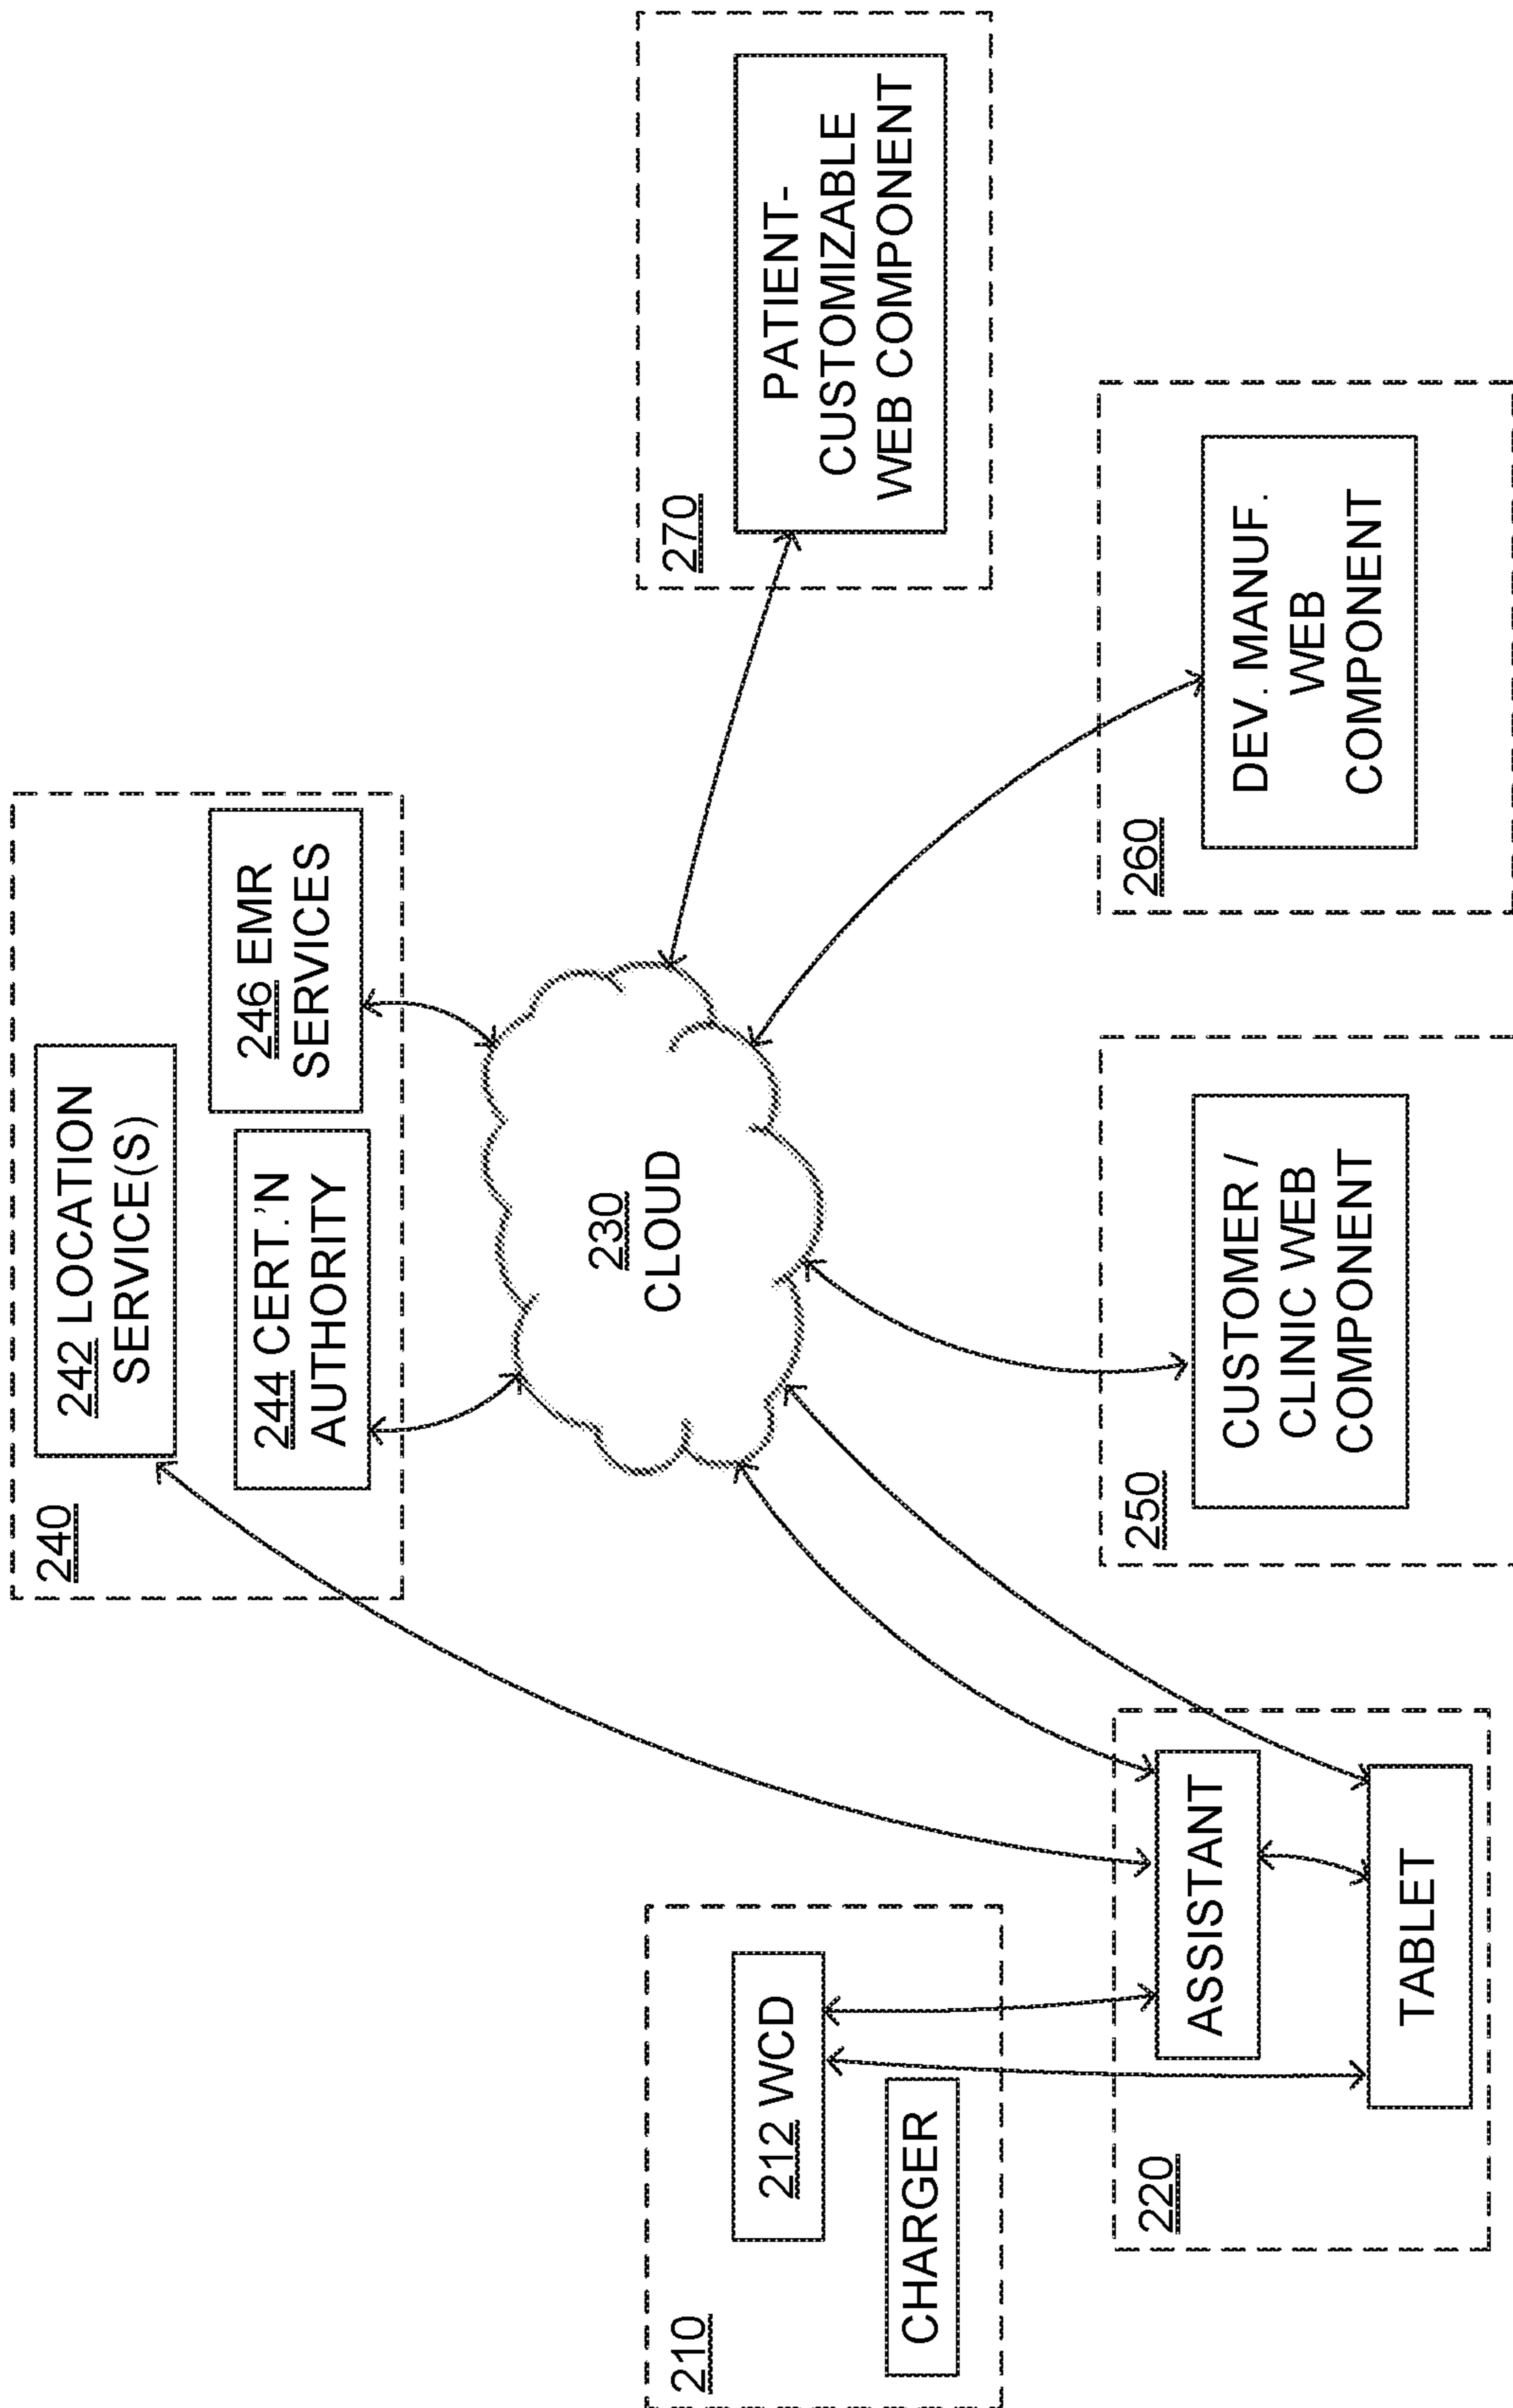 240
242 LOCATION
SERVICE(S)
244 CERT.'N
AUTHORITY
246 EMR
SERVICES
210
212 WCD
CHARGER
230
CLOUD
270
PATIENT-
CUSTOMIZABLE
WEB COMPONENT
220
ASSISTANT
TABLET
250
CUSTOMER /
CLINIC WEB
COMPONENT
260
DEV. MANUF.
WEB
COMPONENT